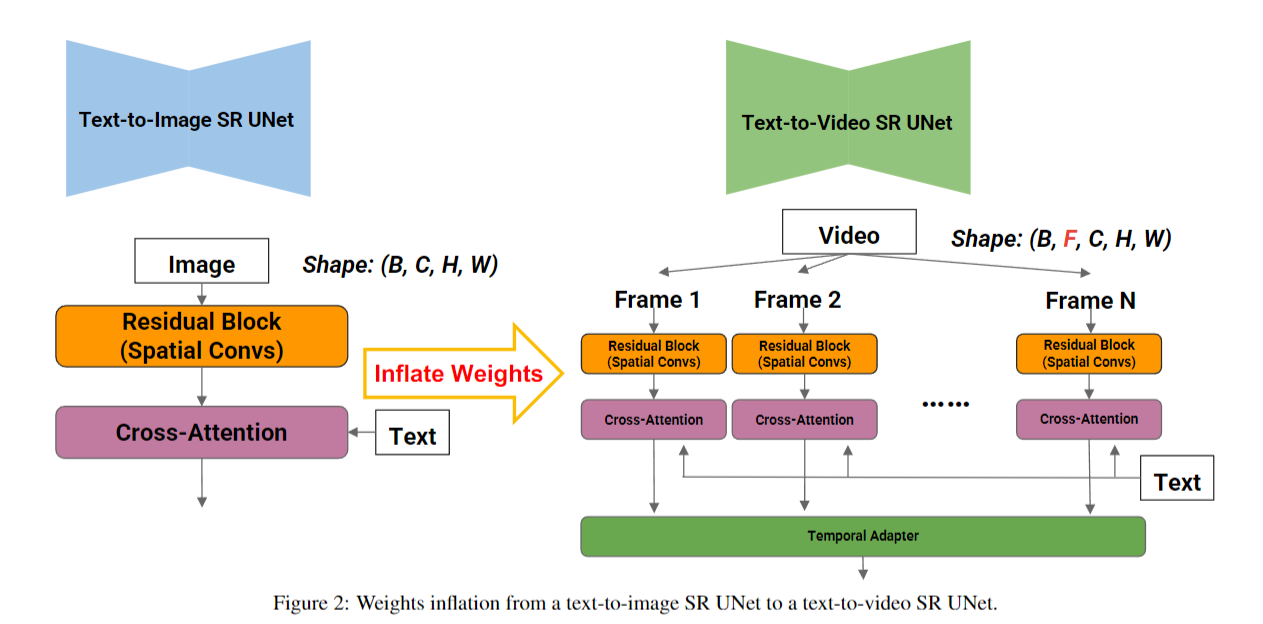 Text-to-Image SR UNet
Text-to-Video SR UNet
Image
Shape: (B, C, H, W)
Residual Block
(Spatial Convs)
Cross-Attention
Text
Inflate Weights
Video
Shape: (B, F, C, H, W)
Frame 1
Frame 2
Frame N
Residual Block
(Spatial Convs)
Residual Block
(Spatial Convs)
Residual Block
(Spatial Convs)
......
Cross-Attention
Cross-Attention
Cross-Attention
Text
Temporal Adapter
Figure 2: Weights inflation from a text-to-image SR UNet to a text-to-video SR UNet.